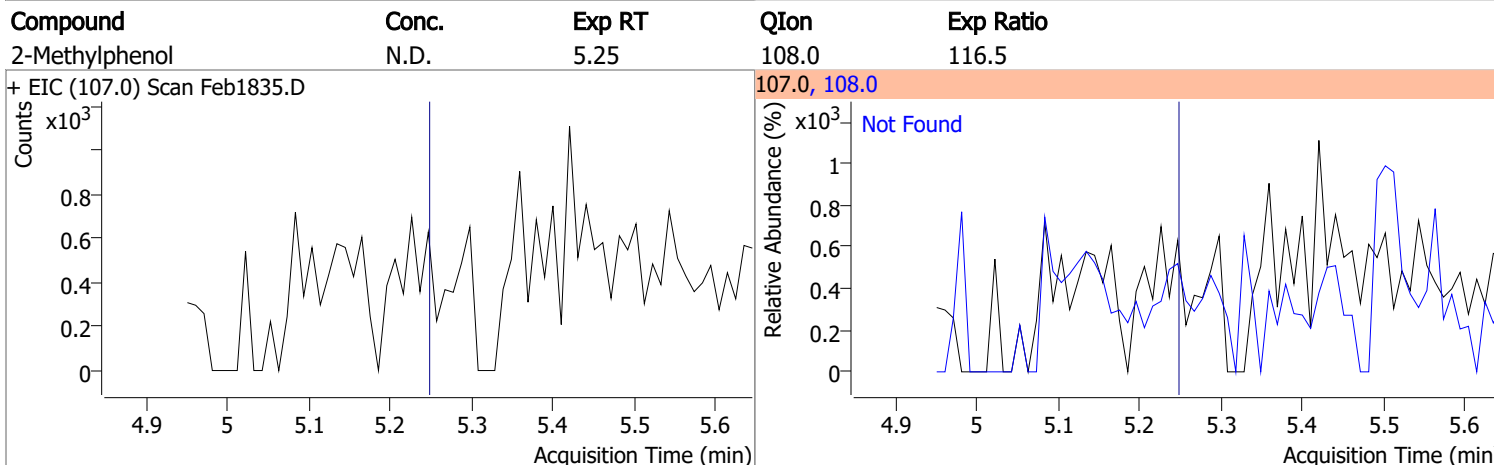 Compound Conc. Exp RT QIon Exp Ratio
2-Methylphenol N.D. 5.25 108.0 116.5
+ EIC (107.0) Scan Feb1835.D
Counts
x10³
0.8
0.6
0.4
0.2
0
4.9 5 5.1 5.2 5.3 5.4 5.5 5.6
Acquisition Time (min)
107.0, 108.0
Relative Abundance (%)
x10³
Not Found
1
0.8
0.6
0.4
0.2
0
4.9 5 5.1 5.2 5.3 5.4 5.5 5.6
Acquisition Time (min